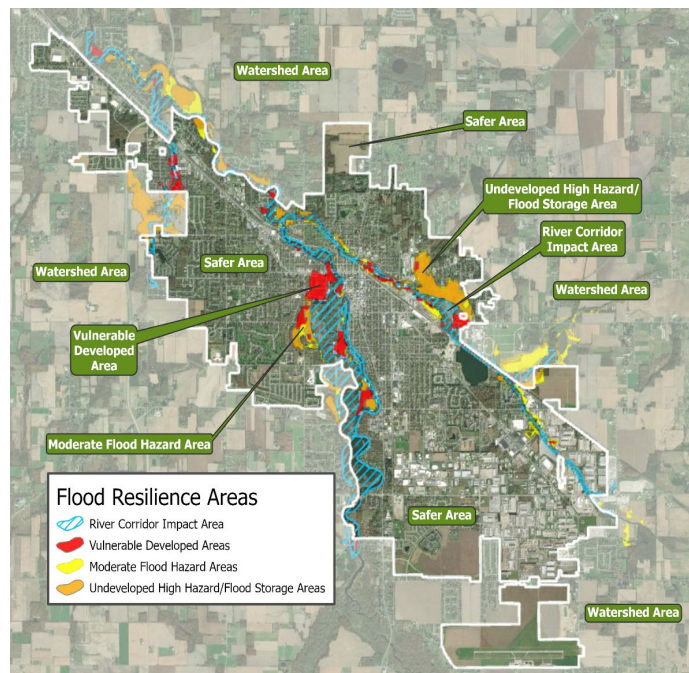 Watershed Area
Safer Area
Undeveloped High Hazard/
Flood Storage Area
River Corridor
Impact Area
Safer Area
Watershed Area
Watershed Area
Vulnerable
Developed
Area
Moderate Flood Hazard Area
Flood Resilience Areas
River Corridor Impact Area
Vulnerable Developed Areas
Moderate Flood Hazard Areas
Undeveloped High Hazard/Flood Storage Areas
Safer Area
Watershed Area